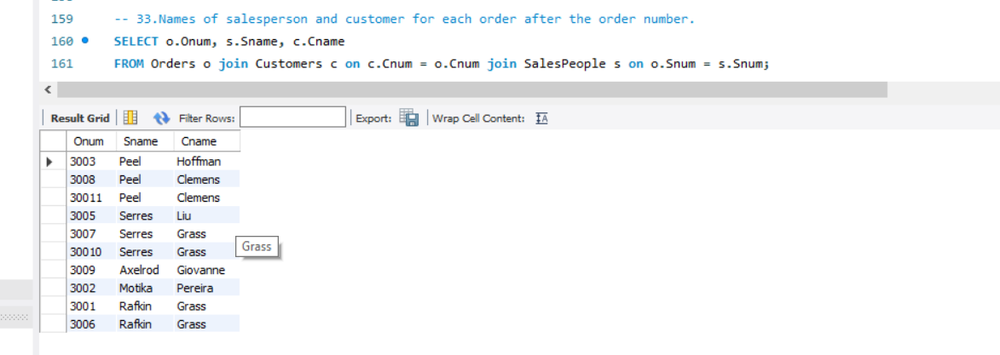 159 -- 33.Names of salesperson and customer for each order after the order number.
160 SELECT o.Onum, s.Sname, c.Cname
161 FROM Orders o join Customers c on c.Cnum = o.Cnum join SalesPeople s on o.Snum = s.Snum;
Result Grid Filter Rows: Export: Wrap Cell Content: IA
Onum Sname Cname
3003 Peel Hoffman
3008 Peel Clemens
30011 Peel Clemens
3005 Serres Liu
3007 Serres Grass
Grass
30010 Serres Grass
3009 Axelrod Giovanne
3002 Motika Pereira
3001 Rafkin Grass
3006 Rafkin Grass